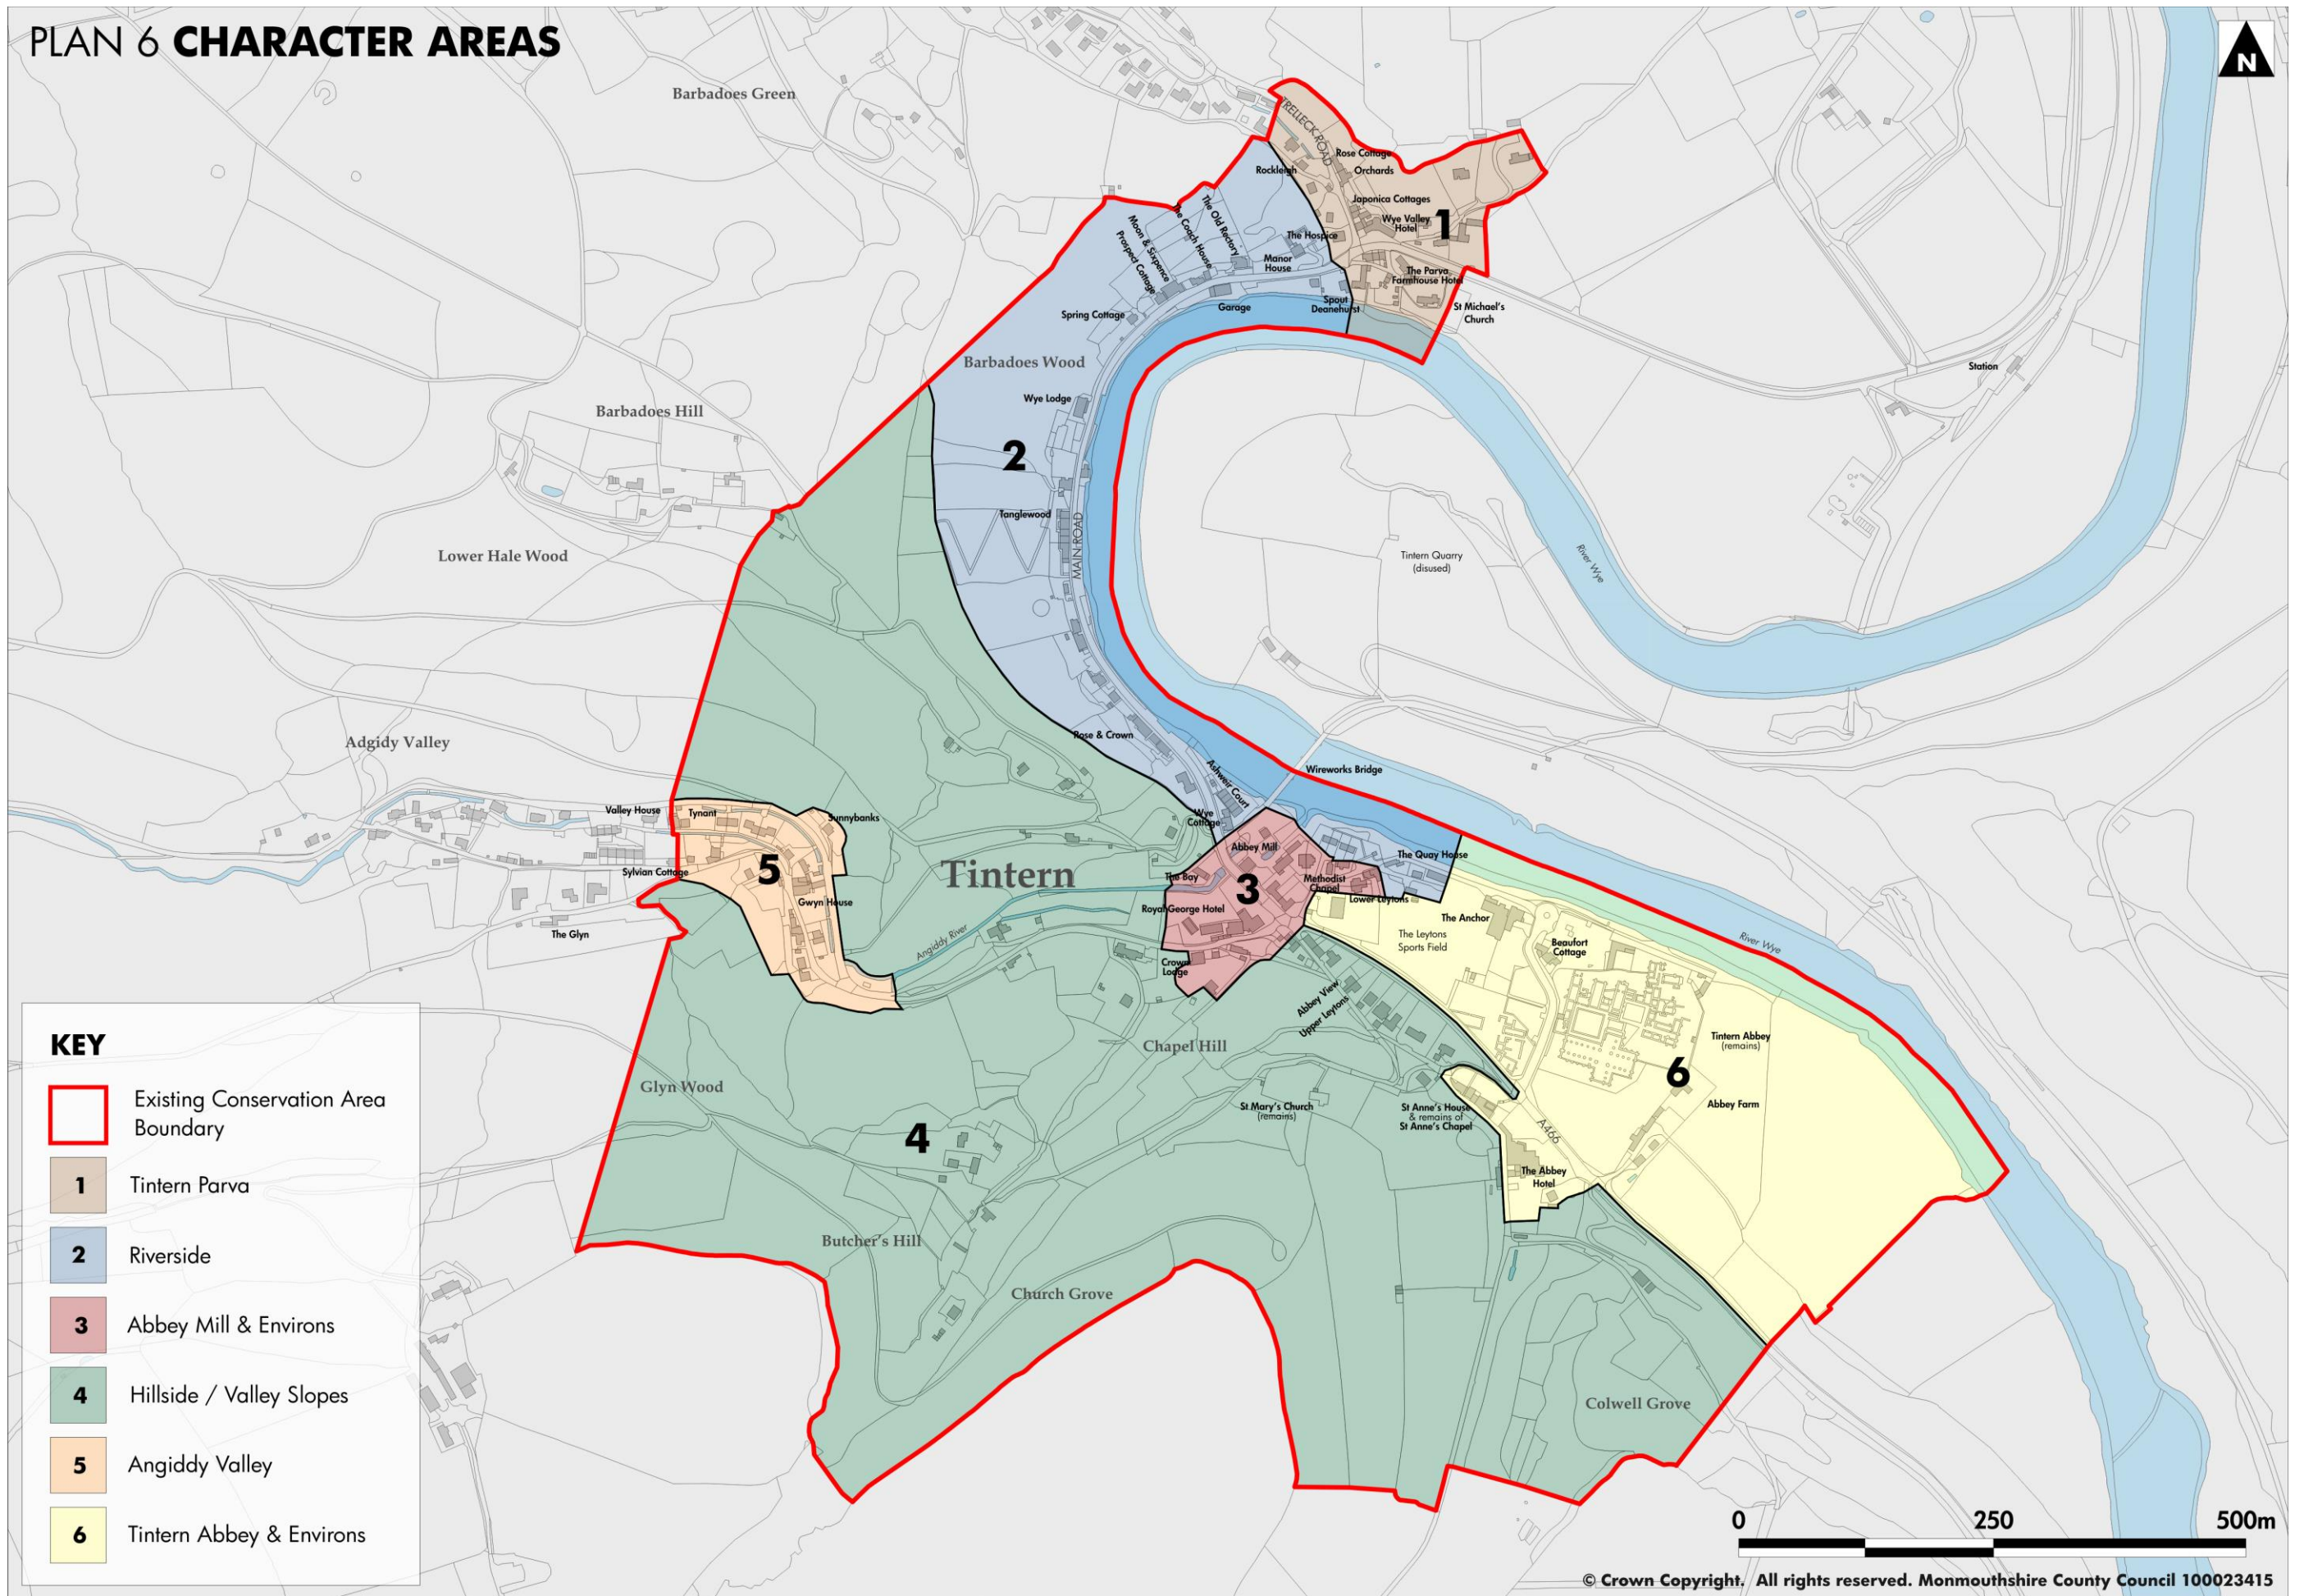 PLAN 6 CHARACTER AREAS
N
Barbadoes Green
TRELLECK ROAD
Rose Cottage
Rockleigh
Orchards
Japonica Cottages
Wye Valley
Hotel
1
The Old Rectory
The Coach House
Moon & Sixpence
Prospect Cottage
The Hospice
Manor
House
The Parva
Farmhouse Hotel
Spout
Deanehurst
St Michael's
Church
Garage
Spring Cottage
Barbadoes Wood
Station
Wye Lodge
Barbadoes Hill
2
Tanglewood
MAIN ROAD
Lower Hale Wood
Tintern Quarry
(disused)
River Wye
Adgidy Valley
Rose & Crown
Ashweir Court
Wireworks Bridge
Valley House
Tynant
Sunnybanks
Wye
Cottage
Abbey Mill
The Quay House
5
Sylvian Cottage
Tintern
The Bay
3
Methodist
Chapel
Lower Leytons
Gwyn House
Royal George Hotel
The Anchor
The Glyn
Angiddy River
The Leytons
Sports Field
Beaufort
Cottage
River Wye
Crown
Lodge
Abbey View
Upper Leytons
Chapel Hill
Tintern Abbey
(remains)
6
Glyn Wood
St Mary's Church
(remains)
St Anne's House
& remains of
St Anne's Chapel
Abbey Farm
A466
4
The Abbey
Hotel
Butcher's Hill
Church Grove
Colwell Grove
KEY
Existing Conservation Area
Boundary
1 Tintern Parva
2 Riverside
3 Abbey Mill & Environs
4 Hillside / Valley Slopes
5 Angiddy Valley
6 Tintern Abbey & Environs
0 250 500m
© Crown Copyright. All rights reserved. Monmouthshire County Council 100023415